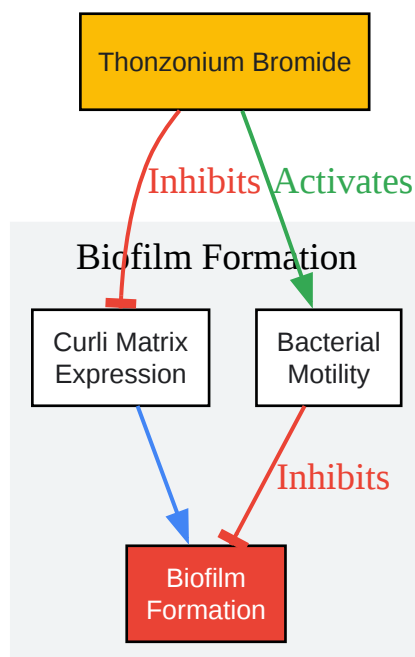 Thonzonium Bromide
Inhibits
Activates
Biofilm Formation
Curli Matrix
Expression
Bacterial
Motility
Inhibits
Biofilm
Formation